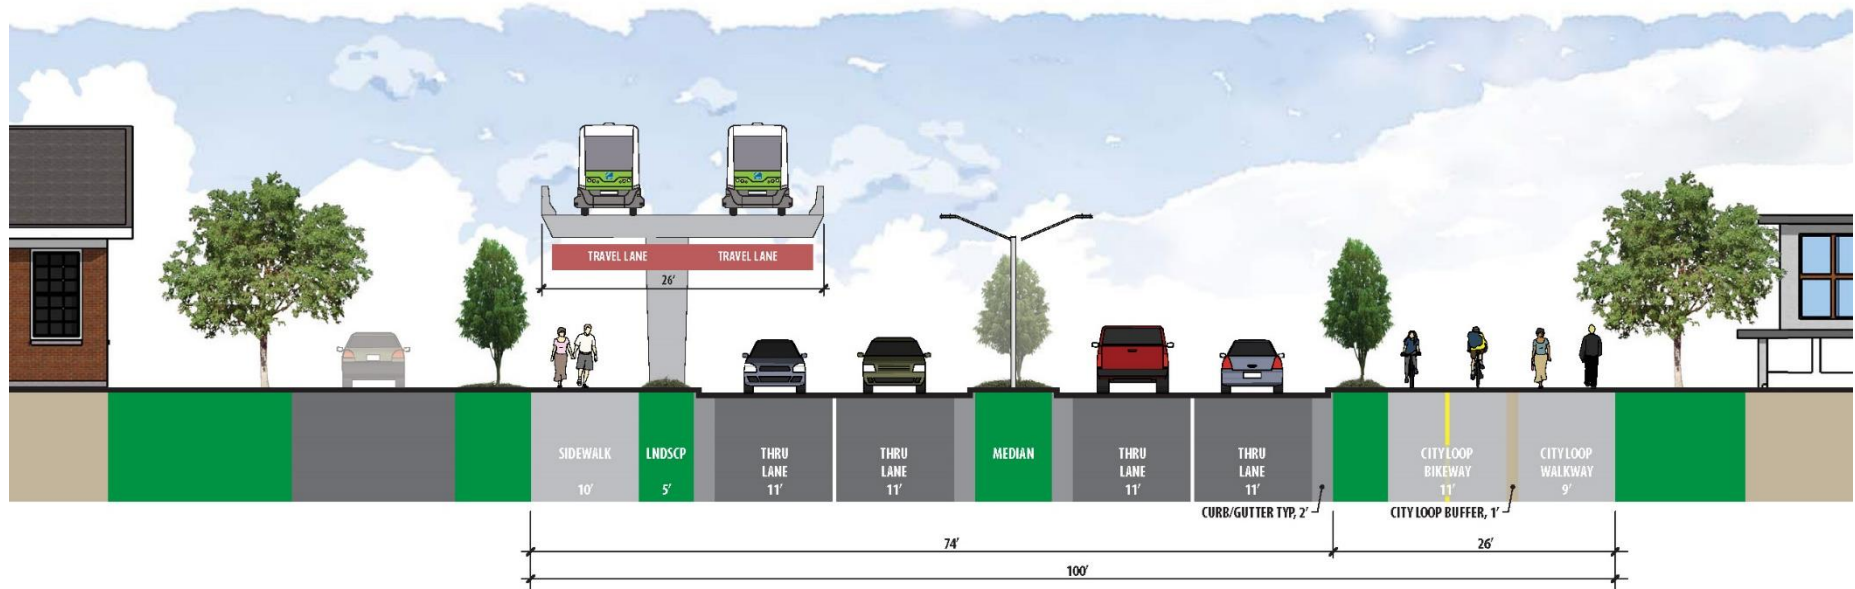 TRAVEL LANE TRAVEL LANE
26'
SIDEWALK
10'
LNDSCP
5'
THRU
LANE
11'
THRU
LANE
11'
MEDIAN
THRU
LANE
11'
THRU
LANE
11'
CITY LOOP
BIKEWAY
11'
CITY LOOP
WALKWAY
9'
CURB/GUTTER TYP, 2'
CITY LOOP BUFFER, 1'
74'
26'
100'